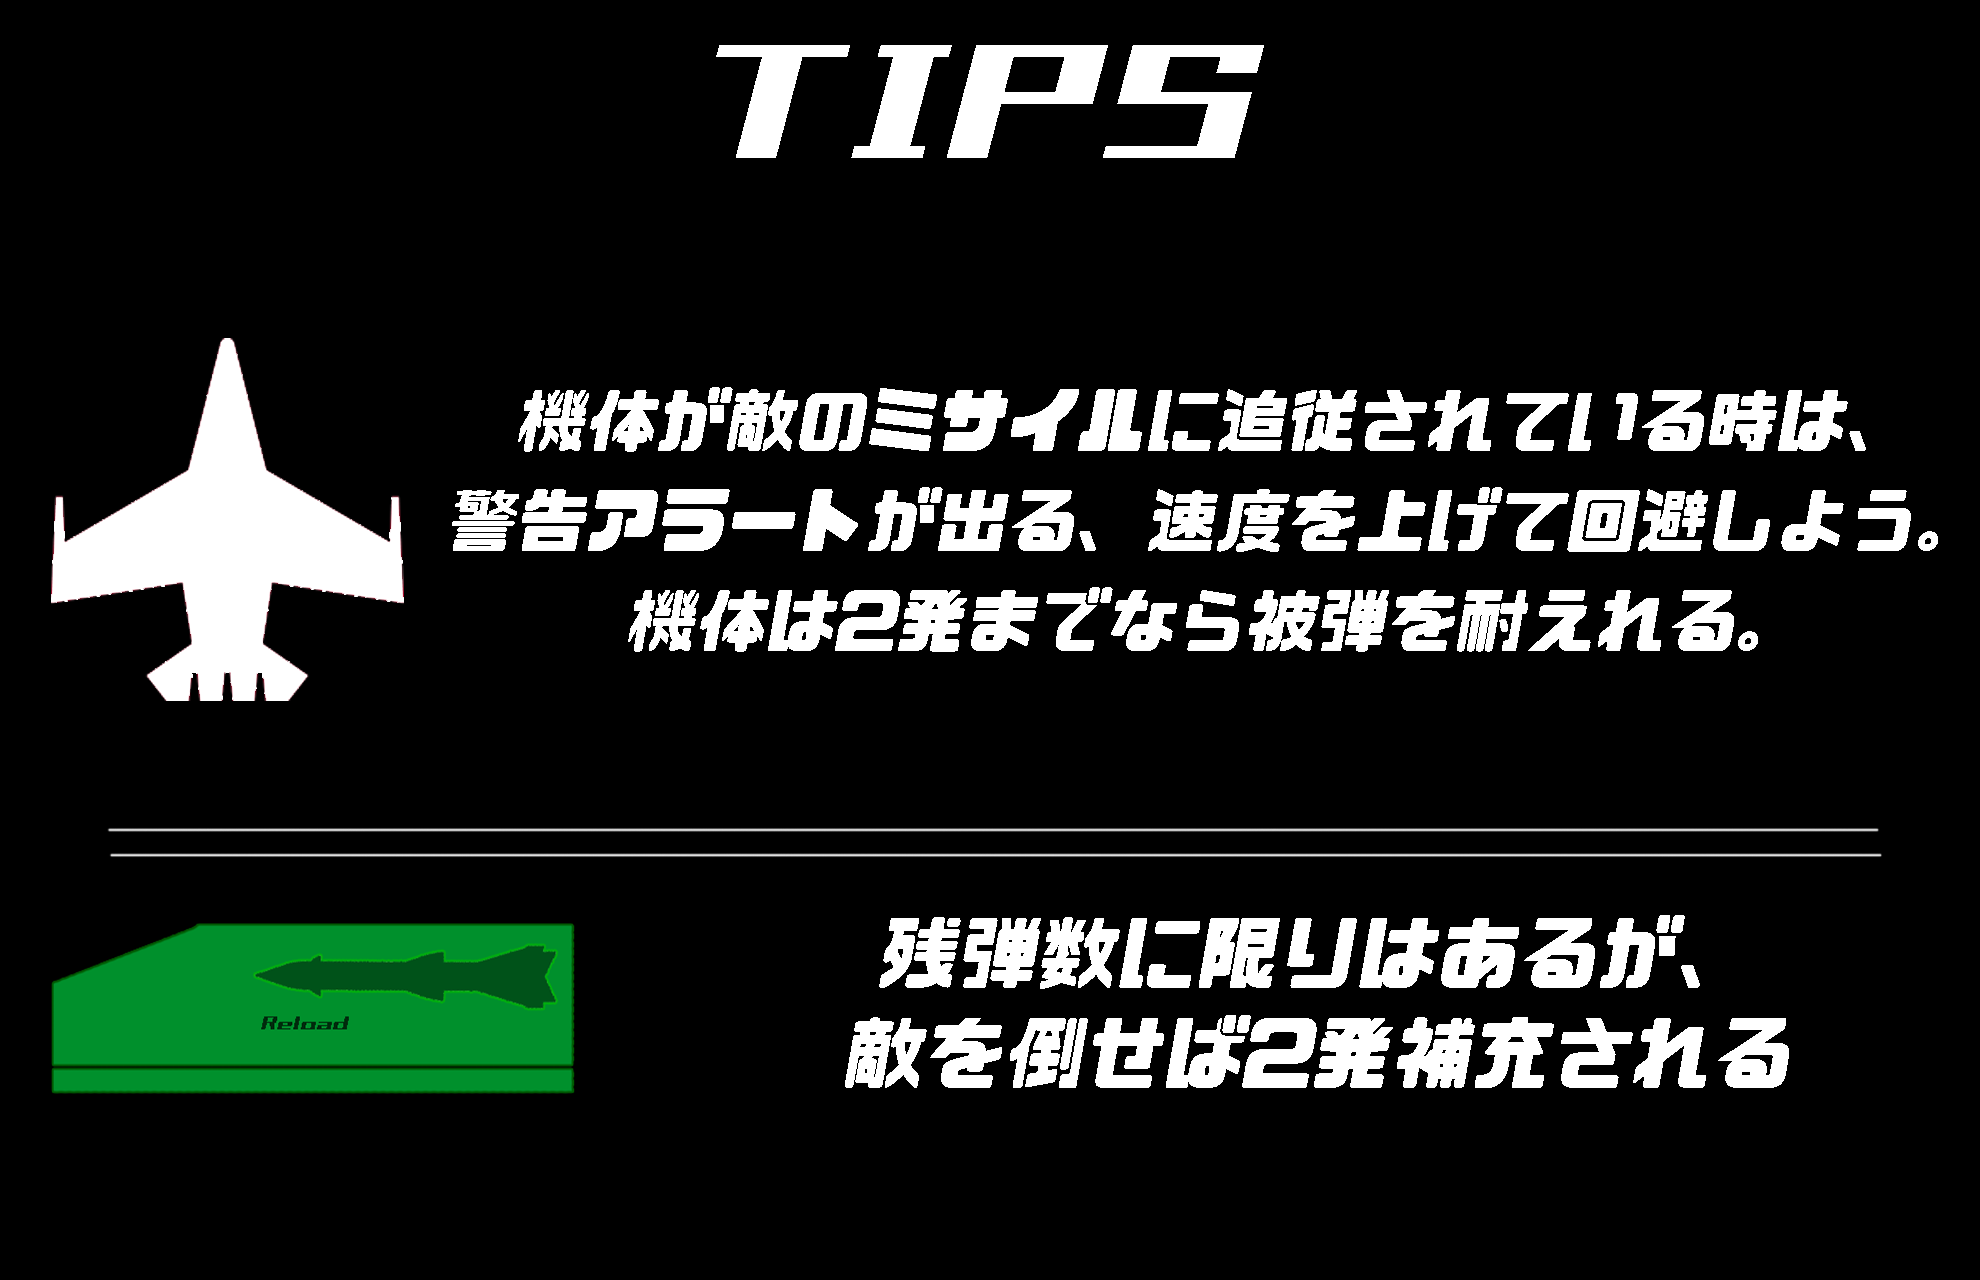 TIPS
機体が敵のミサイルに追従されている時は、
警告アラートが出る、速度を上げて回避しよう。
機体は2発までなら被弾を耐えれる。
残弾数に限りはあるが、
敵を倒せば2発補充される
Reload